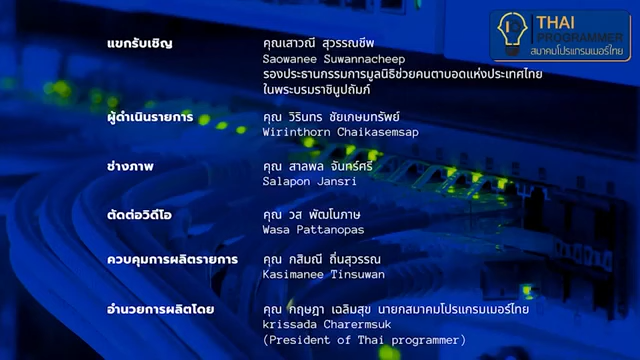 THAI
PROGRAMMER
สมาคมโปรแกรมเมอร์ไทย
แขกรับเชิญ คุณเสาวณี สุวรรณชีพ
Saowanee Suwannacheep
รองประธานกรรมการมูลนิธิช่วยคนตาบอดแห่งประเทศไทย
ในพระบรมราชินูปถัมภ์
ผู้ดำเนินรายการ คุณ วิรินทร ชัยเกษมทรัพย์
Wirinthorn Chaikasemsap
ช่างภาพ คุณ สาลพล จันทร์ศรี
Salapon Jansri
ตัดต่อวิดีโอ คุณ วส พัฒโนภาษ
Wasa Pattanopas
ควบคุมการผลิตรายการ คุณ กสิมณี ถิ่นสุวรรณ
Kasimanee Tinsuwan
อำนวยการผลิตโดย คุณ กฤษฎา เฉลิมสุข นายกสมาคมโปรแกรมเมอร์ไทย
krissada Charermsuk
(President of Thai programmer)